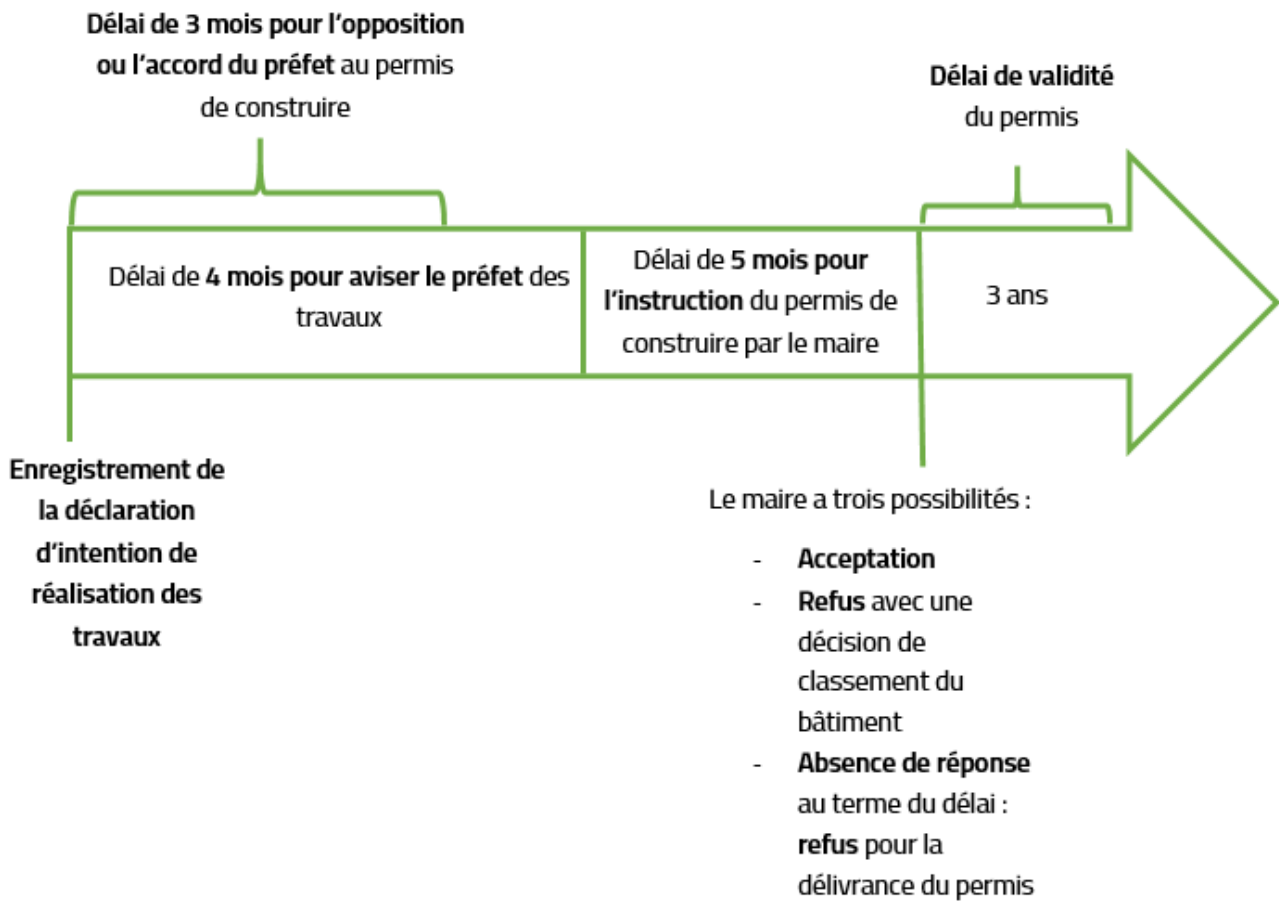 Délai de 3 mois pour l'opposition
ou l'accord du préfet au permis
de construire
Délai de validité
du permis
Délai de 4 mois pour aviser le préfet des
travaux
Délai de 5 mois pour
l'instruction du permis de
construire par le maire
3 ans
Enregistrement de
la déclaration
d'intention de
réalisation des
travaux
Le maire a trois possibilités :
- Acceptation
- Refus avec une
décision de
classement du
bâtiment
- Absence de réponse
au terme du délai :
refus pour la
délivrance du permis